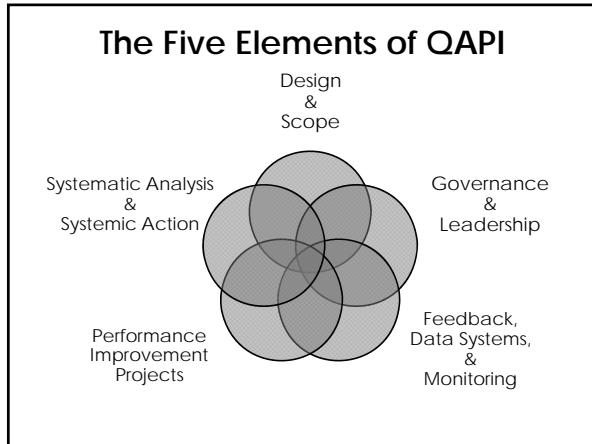 The Five Elements of QAPI
Design
&
Scope
Systematic Analysis
&
Systemic Action
Governance
&
Leadership
Performance
Improvement
Projects
Feedback,
Data Systems,
&
Monitoring